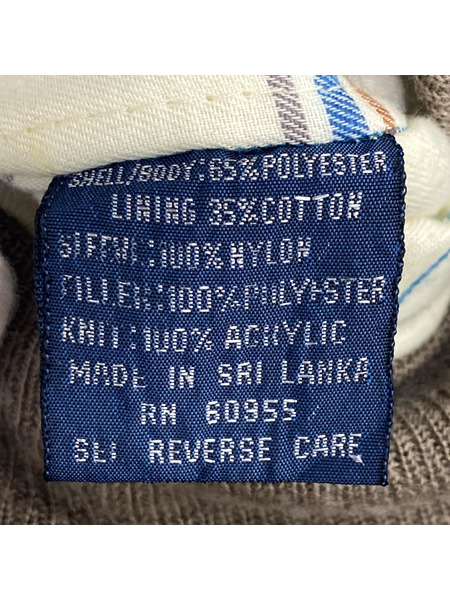 SHELL/BODY:65%POLYESTER
LINING 35%COTTON
SLEEVE:100%NYLON
FILLER:100%POLYESTER
KNIT:100% ACRYLIC
MADE IN SRI LANKA
RN 60955
SEE REVERSE CARE